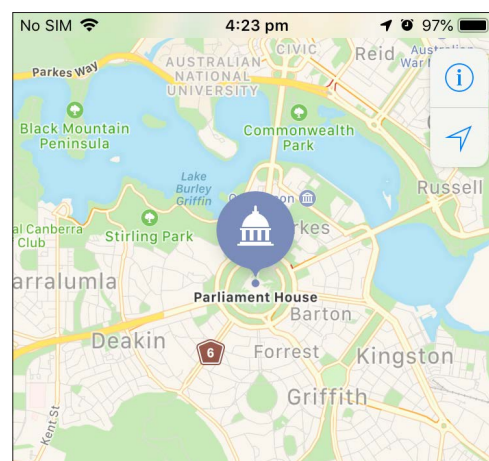 No SIM
4:23 pm
97%
CIVIC
Reid
Parkes Way
AUSTRALIAN
NATIONAL
UNIVERSITY
Black Mountain
Peninsula
Commonwealth
Park
Lake
Burley
Griffin
Russell
al Canberra
Club
Stirling Park
rkes
arralumla
Parliament House
Barton
Deakin
6
Forrest
Kingston
Griffith
Kent St